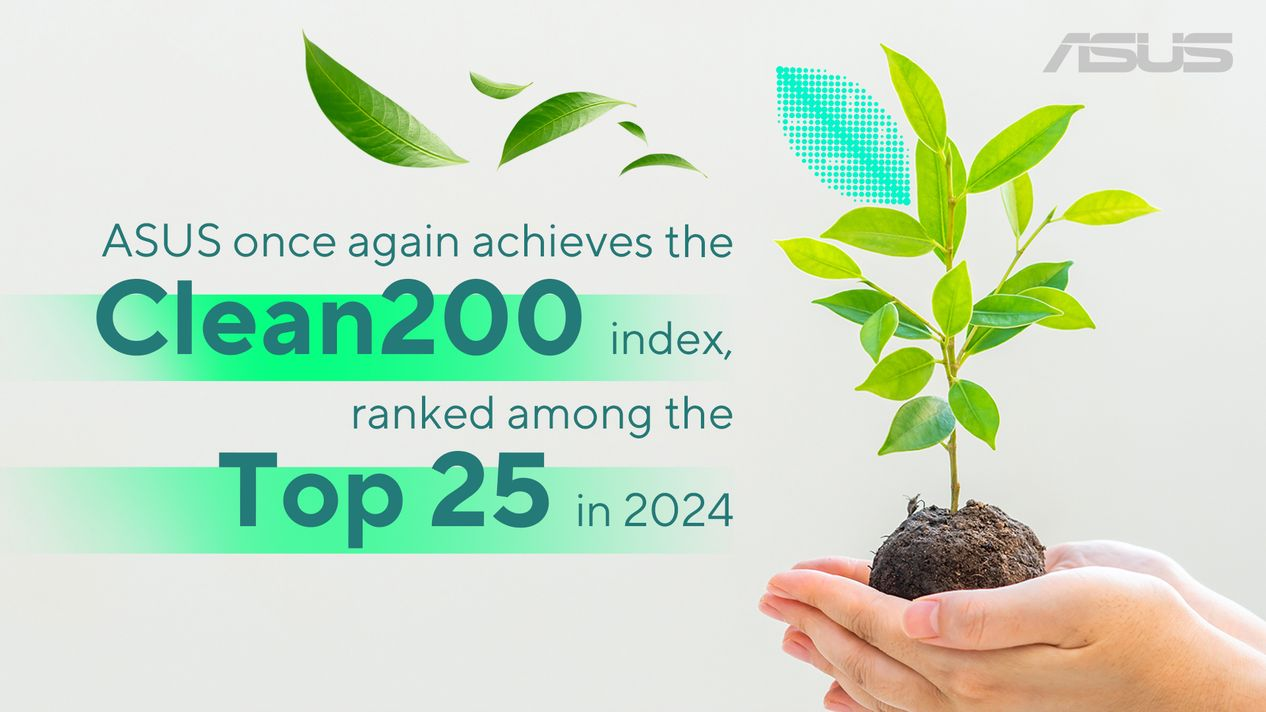 ASUS
ASUS once again achieves the
Clean200 index,
ranked among the
Top 25 in 2024